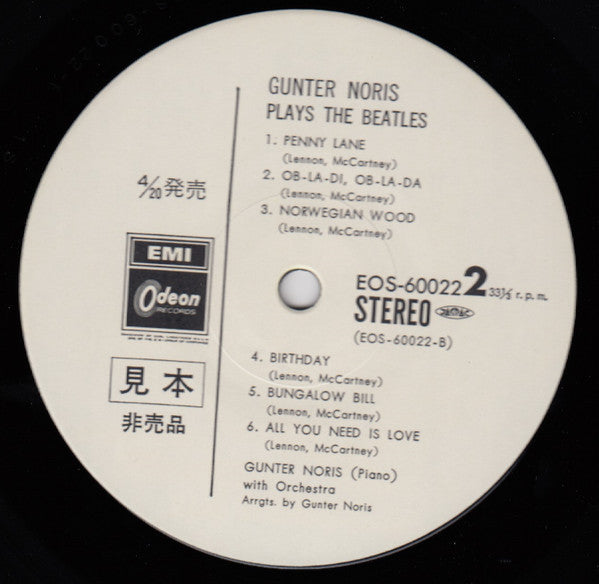 GUNTER NORIS
PLAYS THE BEATLES
1. PENNY LANE
(Lennon, McCartney)
2. OB-LA-DI, OB-LA-DA
(Lennon, McCartney)
3. NORWEGIAN WOOD
(Lennon, McCartney)
4/20 発売
EMI
Odeon
RECORDS
見本
非売品
EOS-60022 2 33⅓ r. p. m.
STEREO
(EOS-60022-B)
4. BIRTHDAY
(Lennon, McCartney)
5. BUNGALOW BILL
(Lennon, McCartney)
6. ALL YOU NEED IS LOVE
(Lennon, McCartney)
GUNTER NORIS (Piano)
with Orchestra
Arrgts. by Gunter Noris